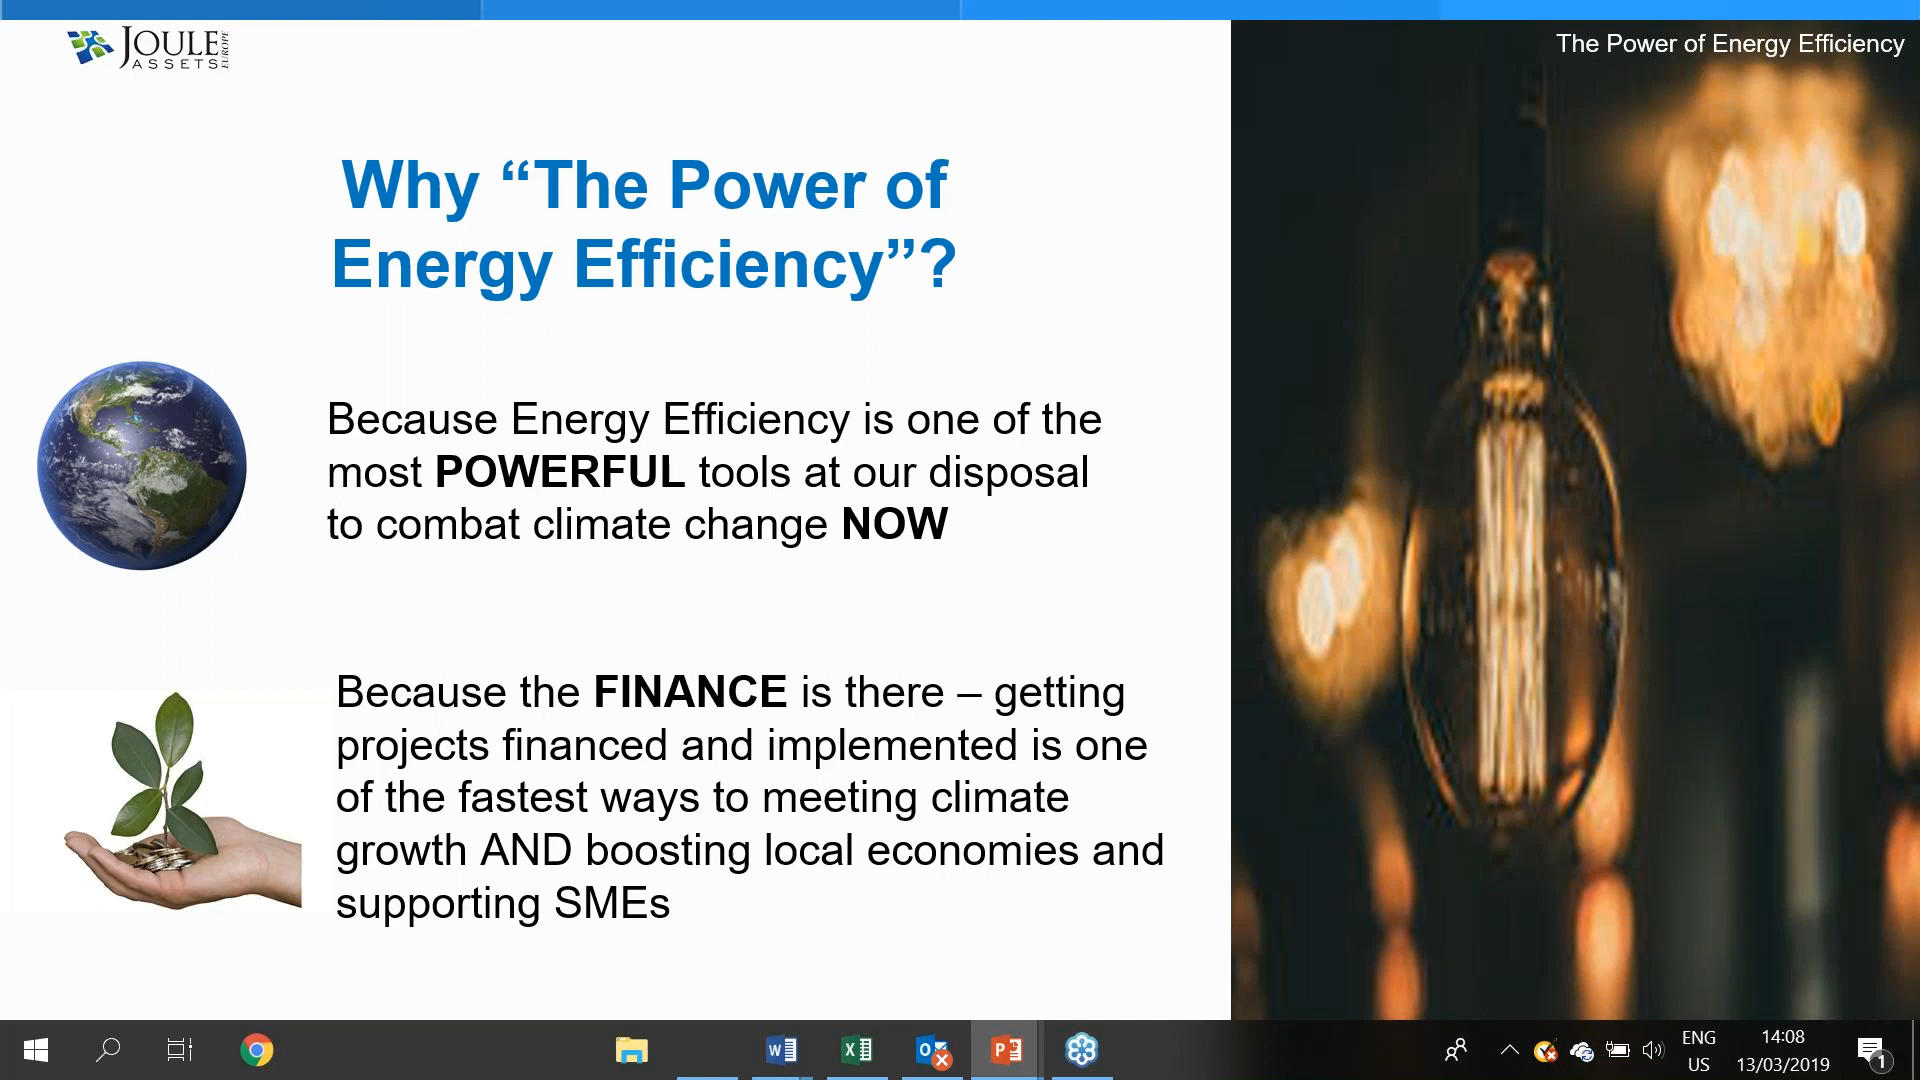 JOULE
ASSETS
EUROPE
The Power of Energy Efficiency
Why “The Power of
Energy Efficiency”?
Because Energy Efficiency is one of the
most POWERFUL tools at our disposal
to combat climate change NOW
Because the FINANCE is there – getting
projects financed and implemented is one
of the fastest ways to meeting climate
growth AND boosting local economies and
supporting SMEs
ENG
US
14:08
13/03/2019
1